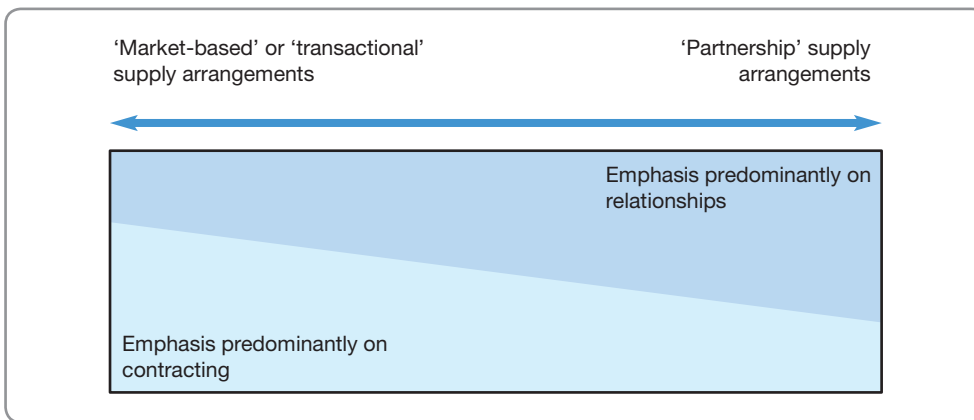 ‘Market-based’ or ‘transactional’
supply arrangements
‘Partnership’ supply
arrangements
Emphasis predominantly on
relationships
Emphasis predominantly on
contracting